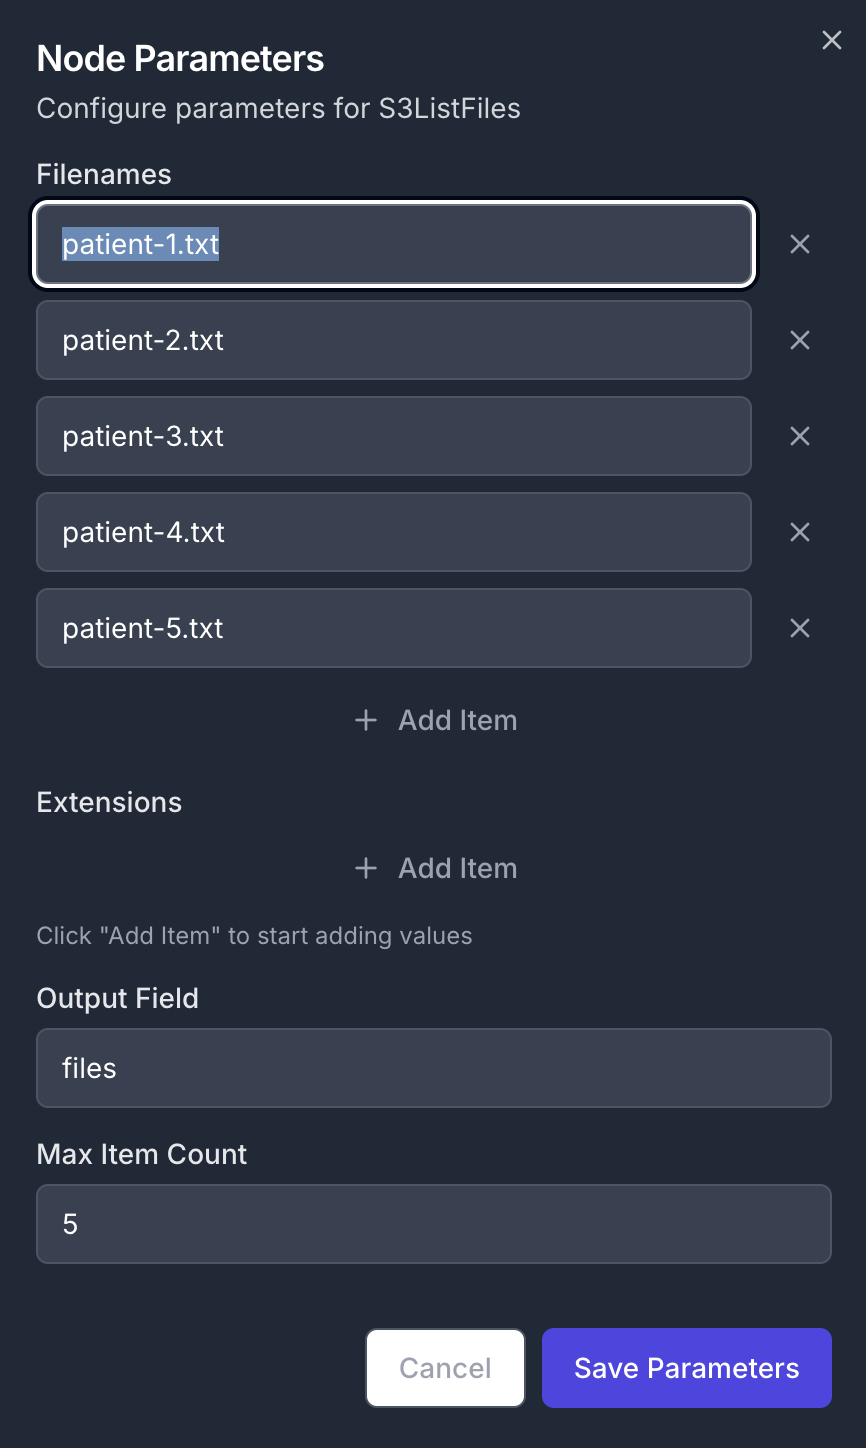 Node Parameters
Configure parameters for S3ListFiles
Filenames
patient-1.txt
patient-2.txt
patient-3.txt
patient-4.txt
patient-5.txt
Add Item
Extensions
Add Item
Click "Add Item" to start adding values
Output Field
files
Max Item Count
5
Cancel
Save Parameters